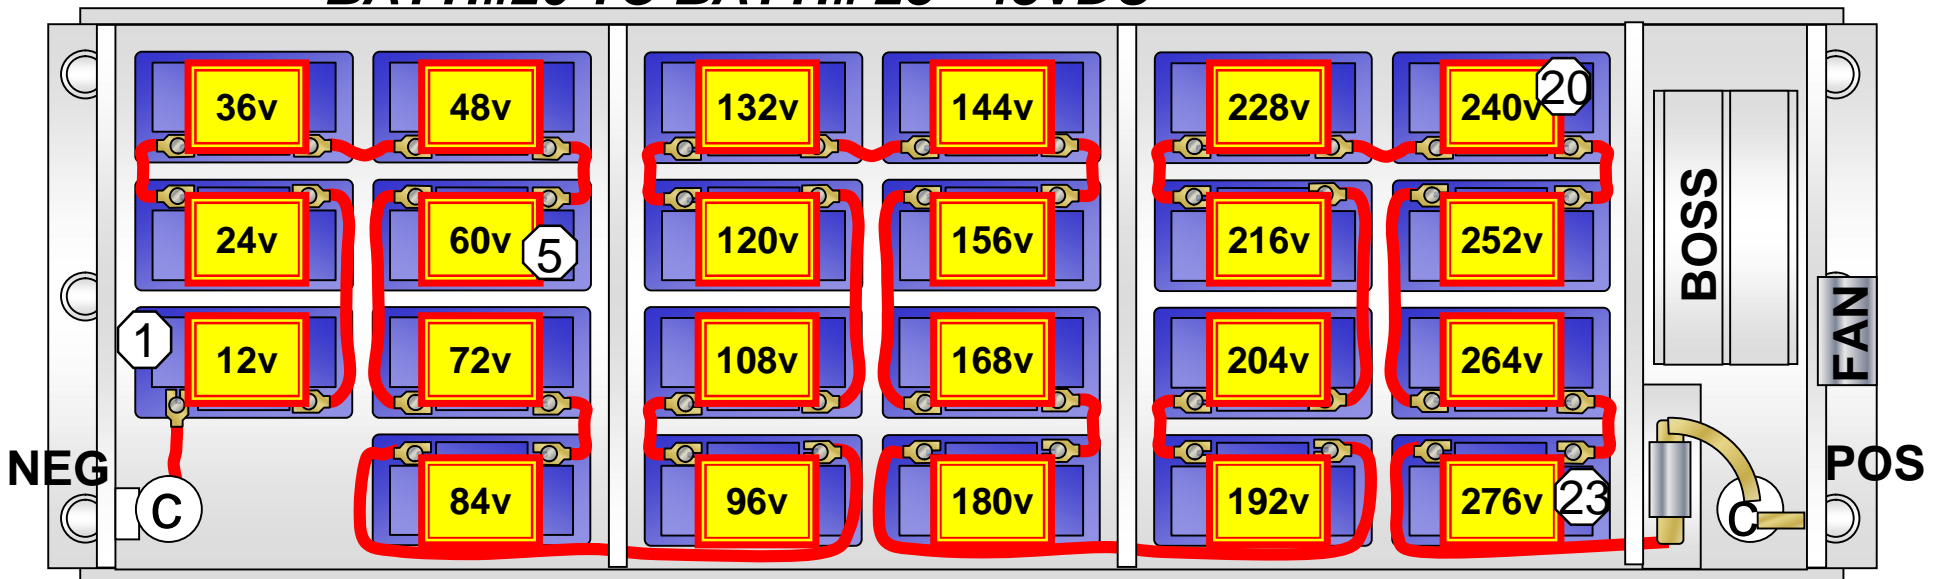 36v 48v 132v 144v 228v 240v 20
24v 60v 5 120v 156v 216v 252v
BOSS
FAN
1 12v 72v 108v 168v 204v 264v
NEG C 84v 96v 180v 192v 276v 23 C POS